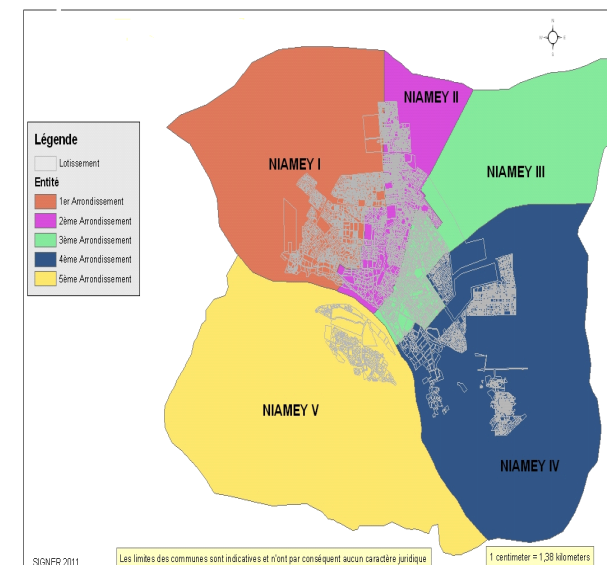 NIAMEY II
NIAMEY I
NIAMEY III
Légende
Lotissement
Entité
1er Arrondissement
2ème Arrondissement
3ème Arrondissement
4ème Arrondissement
5ème Arrondissement
NIAMEY V
NIAMEY IV
SIGNER 2011
Les limites des communes sont indicatives et n'ont par conséquent aucun caractère juridique
1 centimeter = 1,38 kilometers